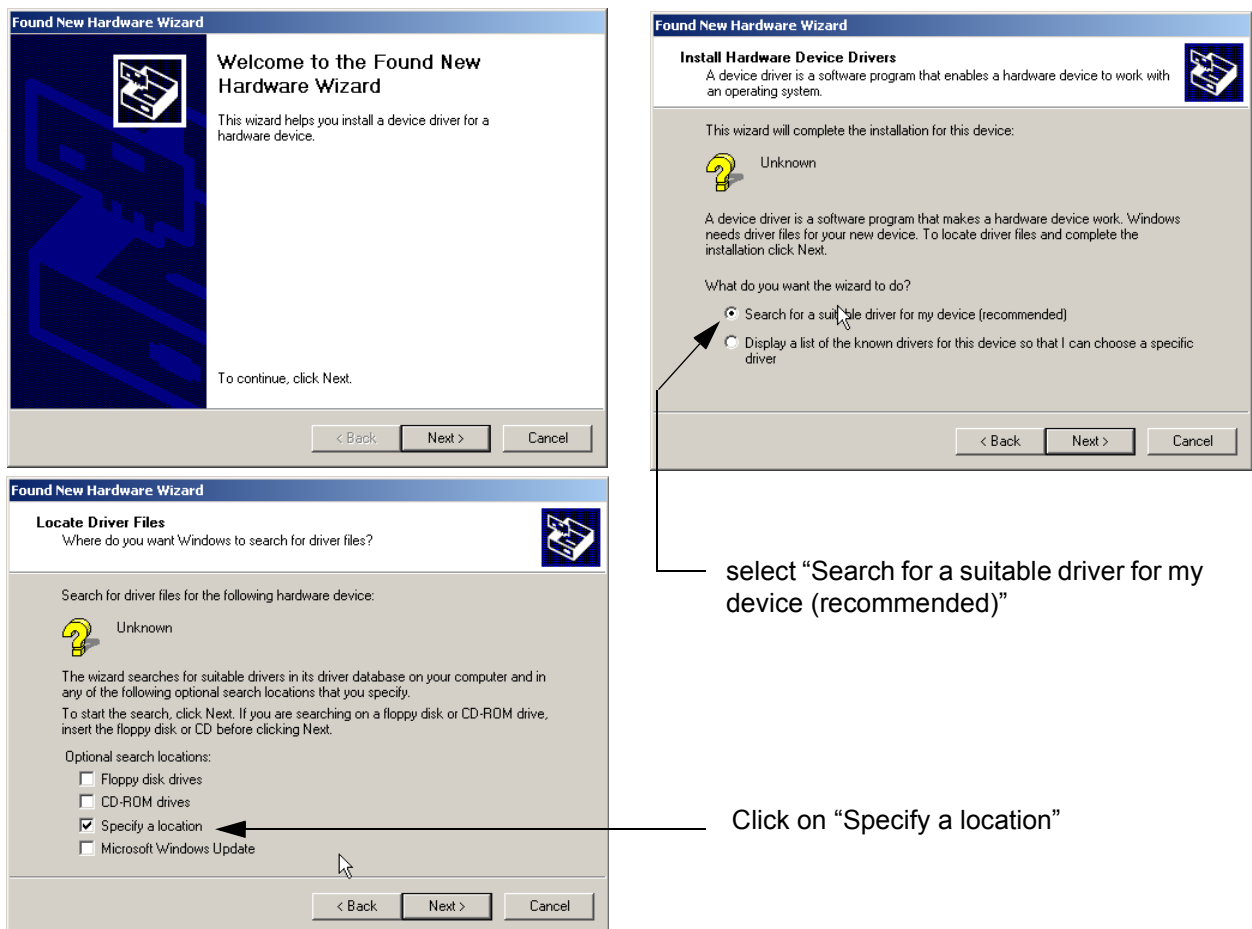 Found New Hardware Wizard
Welcome to the Found New
Hardware Wizard
This wizard helps you install a device driver for a
hardware device.
To continue, click Next.
< Back
Next >
Cancel
Found New Hardware Wizard
Install Hardware Device Drivers
A device driver is a software program that enables a hardware device to work with
an operating system.
This wizard will complete the installation for this device:
Unknown
A device driver is a software program that makes a hardware device work. Windows
needs driver files for your new device. To locate driver files and complete the
installation click Next.
What do you want the wizard to do?
Search for a suitable driver for my device (recommended)
Display a list of the known drivers for this device so that I can choose a specific
driver
< Back
Next >
Cancel
select “Search for a suitable driver for my
device (recommended)”
Found New Hardware Wizard
Locate Driver Files
Where do you want Windows to search for driver files?
Search for driver files for the following hardware device:
Unknown
The wizard searches for suitable drivers in its driver database on your computer and in
any of the following optional search locations that you specify.
To start the search, click Next. If you are searching on a floppy disk or CD-ROM drive,
insert the floppy disk or CD before clicking Next.
Optional search locations:
Floppy disk drives
CD-ROM drives
Specify a location
Microsoft Windows Update
< Back
Next >
Cancel
Click on “Specify a location”